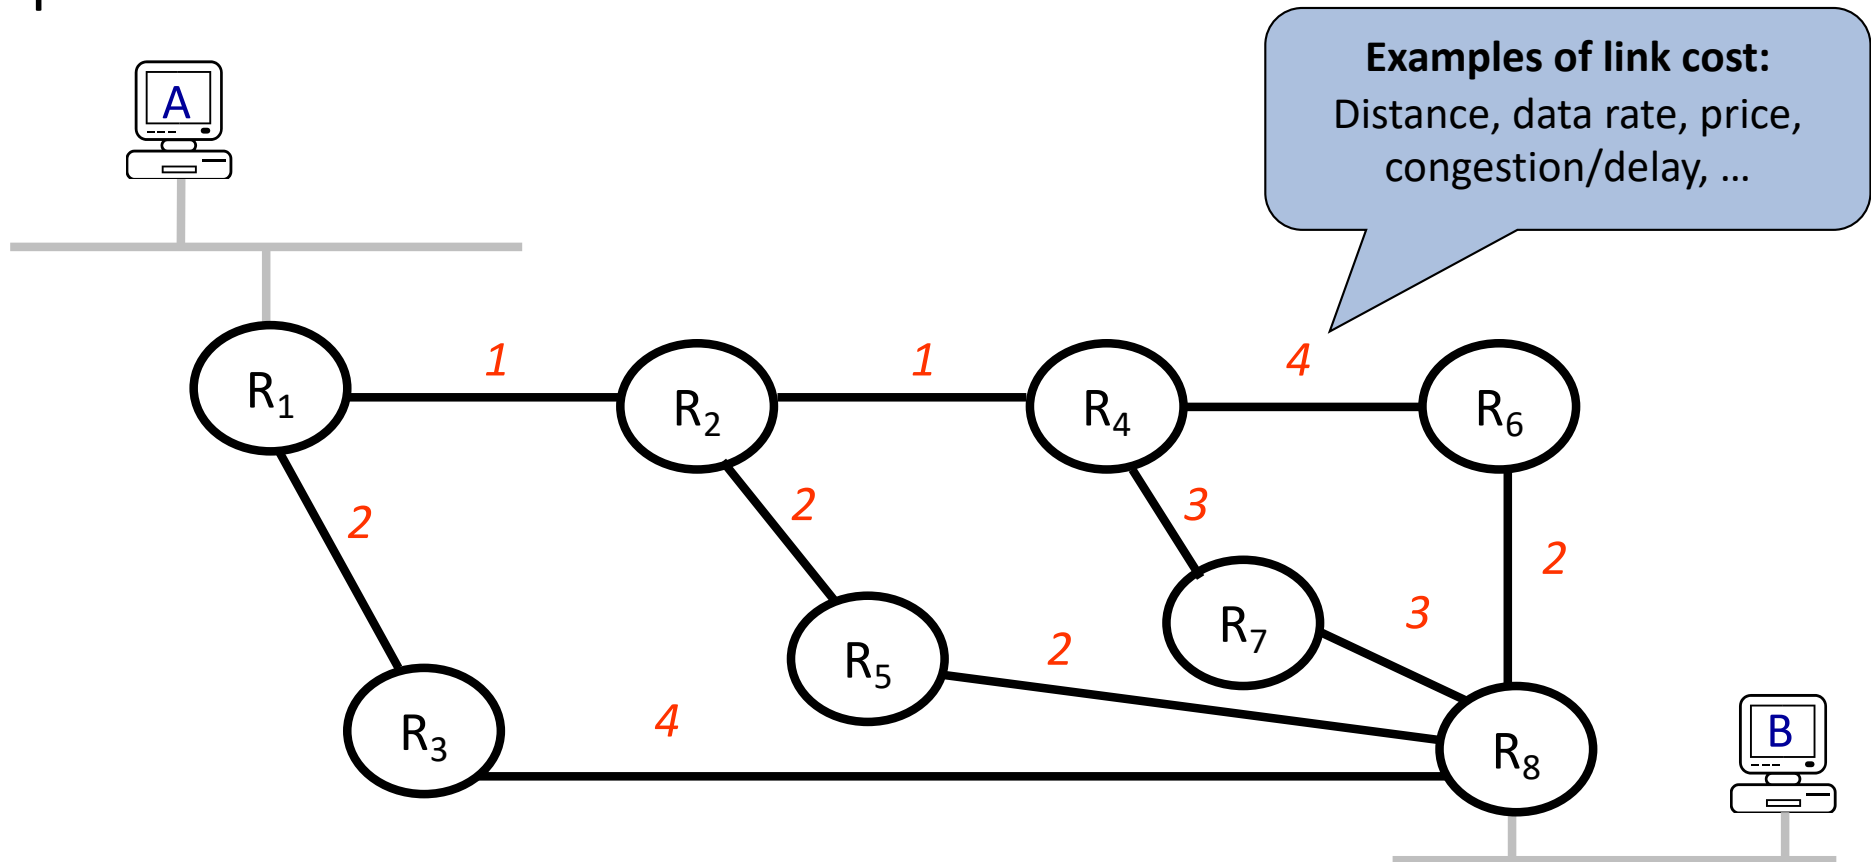 Examples of link cost:
Distance, data rate, price,
congestion/delay, ...
A
1
1
4
R1
R2
R4
R6
2
2
3
2
3
R7
2
R5
4
R3
R8
B